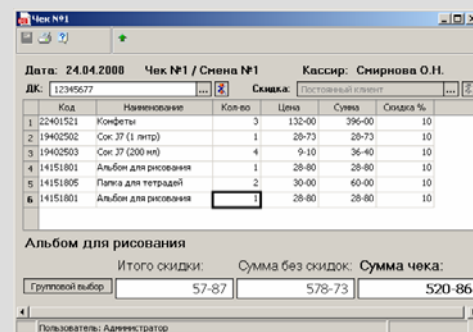 Чек №1
Дата: 24.04.2008 Чек №1 / Смена №1 Кассир: Смирнова О.Н.
ДК: 12345677 ... Скидка: Постоянный клиент ...
Код Наименование Кол-во Цена Сумма Скидка %
1 22401521 Конфеты 3 132-00 396-00 10
2 19402502 Сок J7 (1 литр) 1 28-73 28-73 10
3 19402503 Сок J7 (200 мл) 4 9-10 36-40 10
4 14151801 Альбом для рисования 1 28-80 28-80 10
5 14151805 Папка для тетрадей 2 30-00 60-00 10
6 14151801 Альбом для рисования 1 28-80 28-80 10
Альбом для рисования
Итого скидки: Сумма без скидок: Сумма чека:
Групповой выбор 57-87 578-73 520-86
Пользователь: Администратор